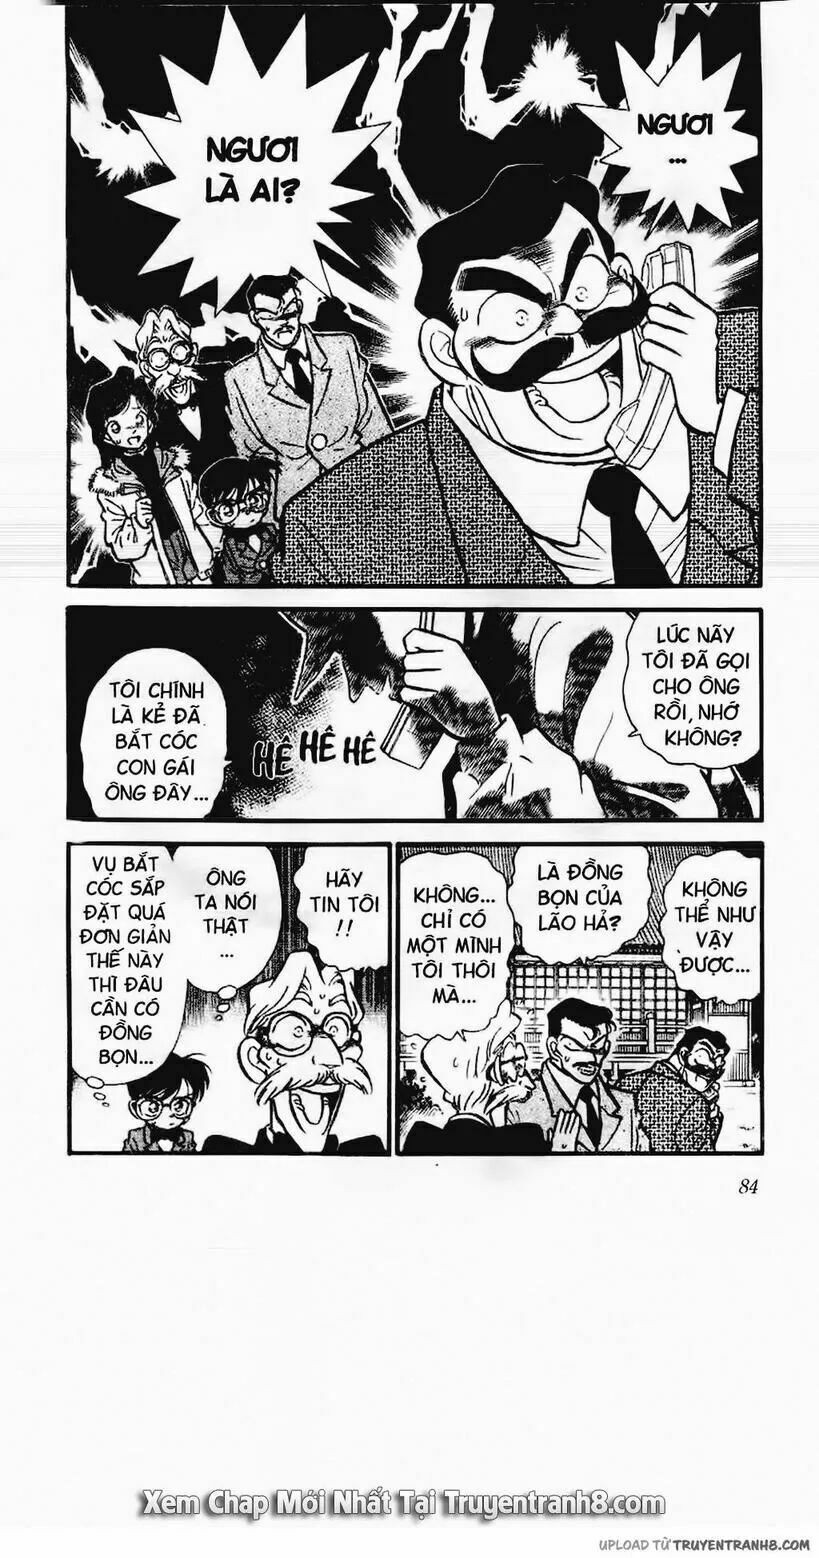 NGƯƠI
...
NGƯƠI
LÀ AI?
LÚC NÃY
TÔI ĐÃ GỌI
CHO ÔNG
RỒI, NHỚ
KHÔNG?
HÊ HÊ HÊ
TÔI CHÍNH
LÀ KẺ ĐÃ
BẮT CÓC
CON GÁI
ÔNG ĐÂY...
KHÔNG
THỂ NHƯ
VẬY
ĐƯỢC...
LÀ ĐỒNG
BỌN CỦA
LÃO HẢ?
KHÔNG...
CHỈ CÓ
MỘT MÌNH
TÔI THÔI
MÀ...
HÃY
TIN TÔI
!!
ÔNG
TA NÓI
THẬT
...
VỤ BẮT
CÓC SẮP
ĐẶT QUÁ
ĐƠN GIẢN
THẾ NÀY
THÌ ĐÂU
CẦN CÓ
ĐỒNG
BỌN...
84
Xem Chap Mới Nhất Tại Truyentranh8.com
UPLOAD TỪ TRUYENTRANH8.COM